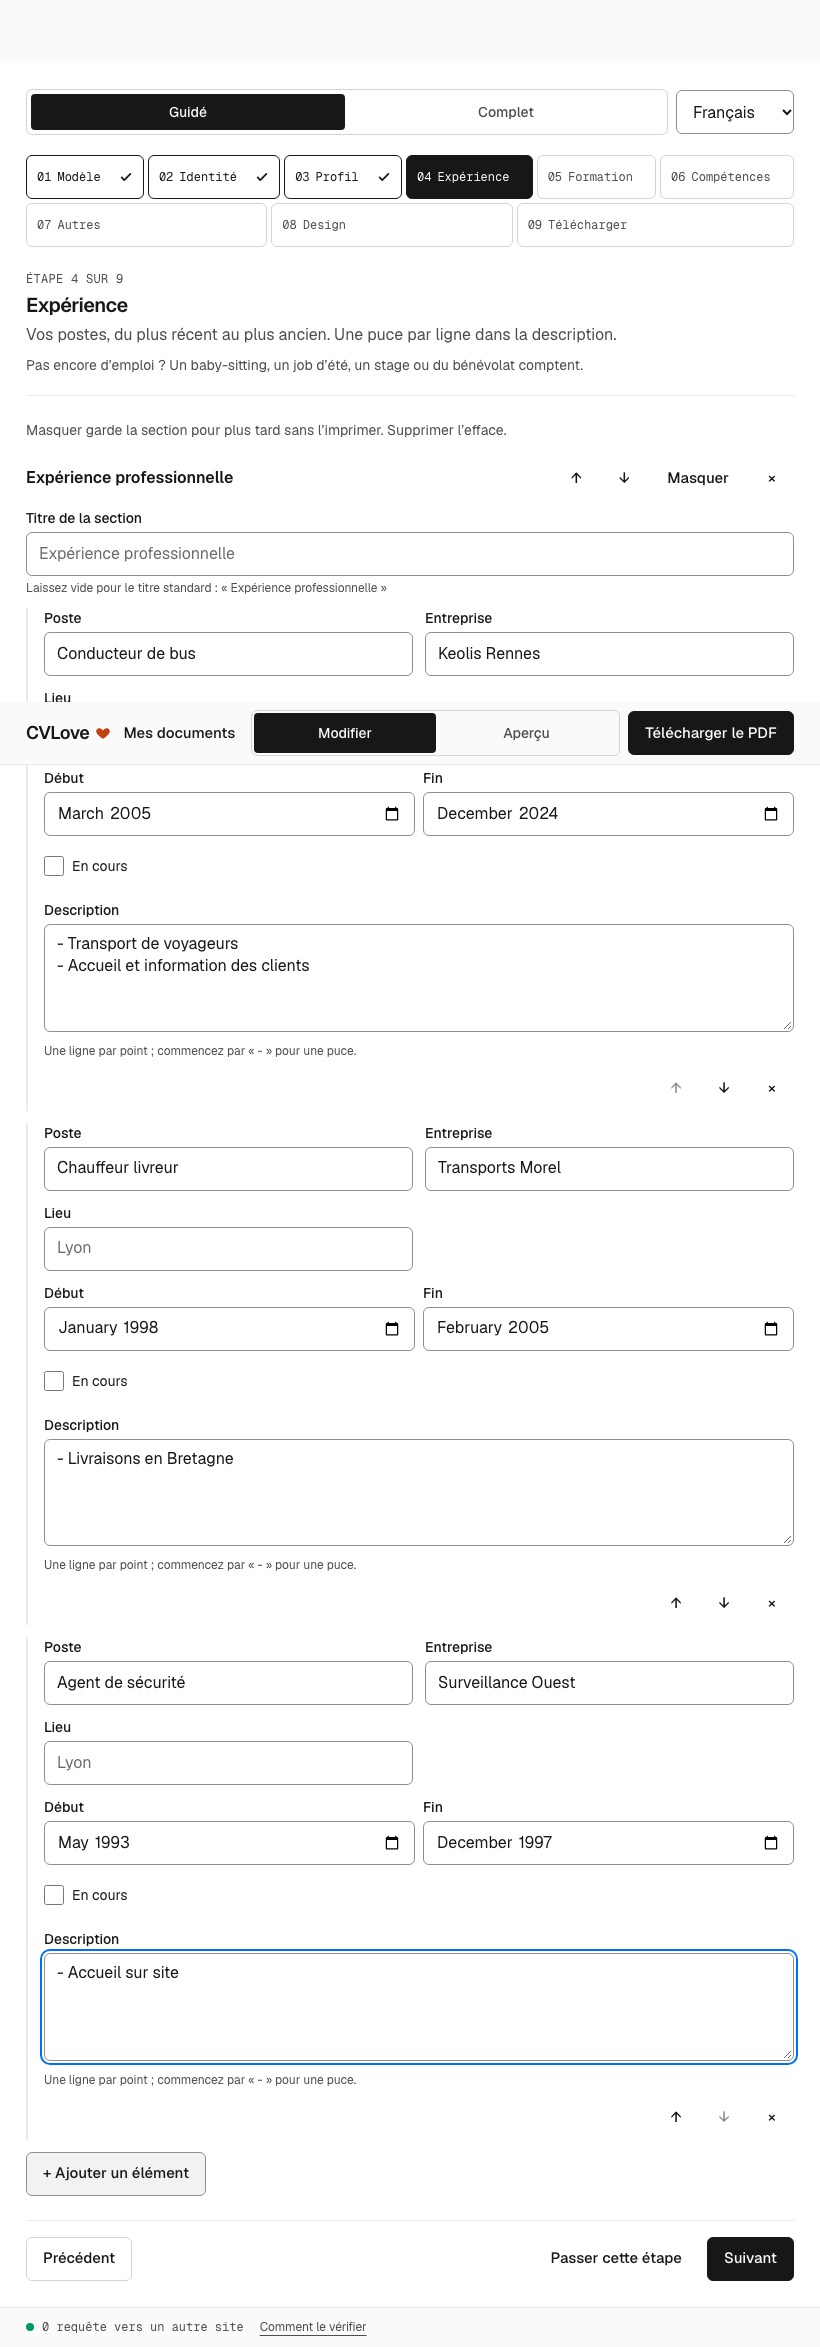 Guidé
Complet
Français
01 Modèle
02 Identité
03 Profil
04 Expérience
05 Formation
06 Compétences
07 Autres
08 Design
09 Télécharger
ÉTAPE 4 SUR 9
Expérience
Vos postes, du plus récent au plus ancien. Une puce par ligne dans la description.
Pas encore d’emploi ? Un baby-sitting, un job d’été, un stage ou du bénévolat comptent.
Masquer garde la section pour plus tard sans l’imprimer. Supprimer l’efface.
Expérience professionnelle
↑ ↓ Masquer ×
Titre de la section
Expérience professionnelle
Laissez vide pour le titre standard : « Expérience professionnelle »
Poste
Entreprise
Conducteur de bus
Keolis Rennes
Lieu
CVLove
Mes documents
Modifier
Aperçu
Télécharger le PDF
Début
Fin
March 2005
December 2024
En cours
Description
- Transport de voyageurs
- Accueil et information des clients
Une ligne par point ; commencez par « - » pour une puce.
↑ ↓ ×
Poste
Entreprise
Chauffeur livreur
Transports Morel
Lieu
Lyon
Début
Fin
January 1998
February 2005
En cours
Description
- Livraisons en Bretagne
Une ligne par point ; commencez par « - » pour une puce.
↑ ↓ ×
Poste
Entreprise
Agent de sécurité
Surveillance Ouest
Lieu
Lyon
Début
Fin
May 1993
December 1997
En cours
Description
- Accueil sur site
Une ligne par point ; commencez par « - » pour une puce.
↑ ↓ ×
+ Ajouter un élément
Précédent
Passer cette étape
Suivant
0 requête vers un autre site
Comment le vérifier